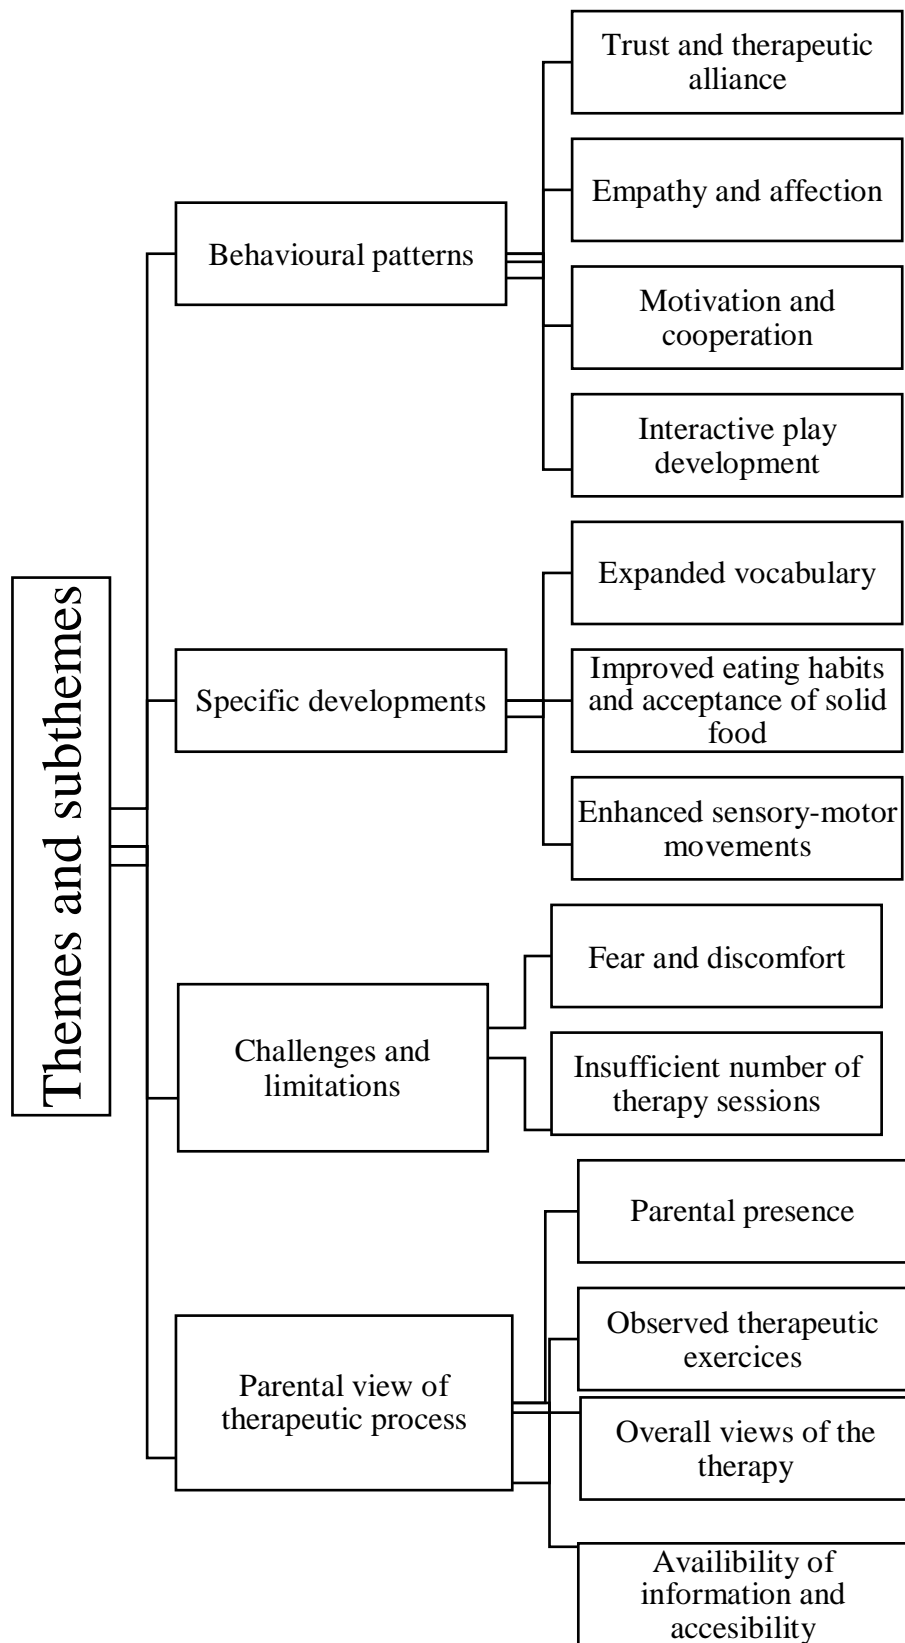 Themes and subthemes
Behavioural patterns
Trust and therapeutic
alliance
Empathy and affection
Motivation and
cooperation
Interactive play
development
Specific developments
Expanded vocabulary
Improved eating habits
and acceptance of solid
food
Enhanced sensory-motor
movements
Challenges and
limitations
Fear and discomfort
Insufficient number of
therapy sessions
Parental view of
therapeutic process
Parental presence
Observed therapeutic
exercices
Overall views of the
therapy
Availibility of
information and
accesibility